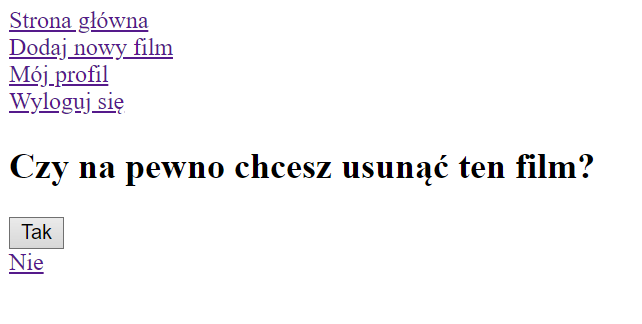 Strona główna
Dodaj nowy film
Mój profil
Wyloguj się
Czy na pewno chcesz usunąć ten film?
Tak
Nie